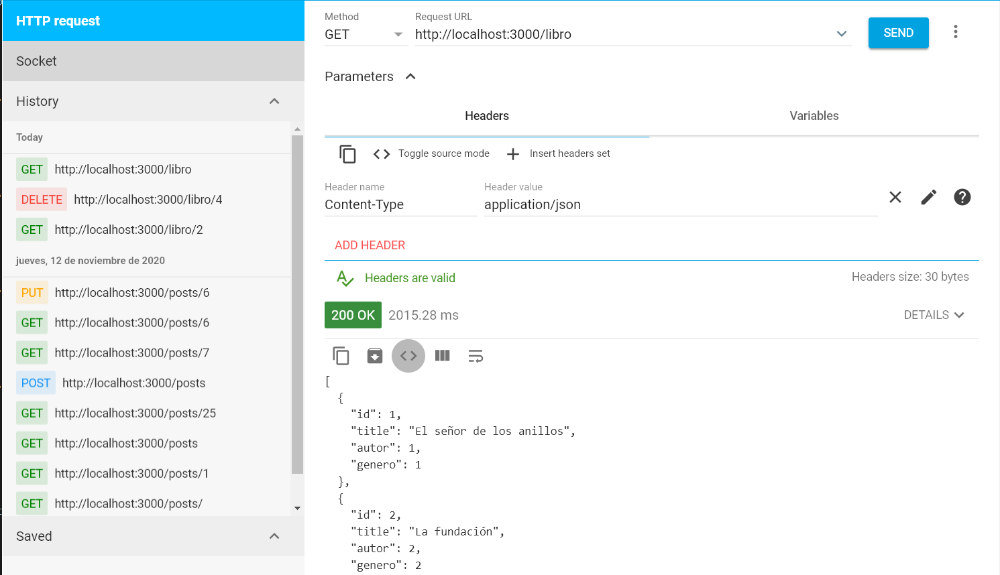 HTTP request
Socket
History
Today
GET http://localhost:3000/libro
DELETE http://localhost:3000/libro/4
GET http://localhost:3000/libro/2
jueves, 12 de noviembre de 2020
PUT http://localhost:3000/posts/6
GET http://localhost:3000/posts/6
GET http://localhost:3000/posts/7
POST http://localhost:3000/posts
GET http://localhost:3000/posts/25
GET http://localhost:3000/posts
GET http://localhost:3000/posts/1
GET http://localhost:3000/posts/
Saved
Method Request URL
GET http://localhost:3000/libro SEND
Parameters
Headers Variables
Toggle source mode Insert headers set
Header name Header value
Content-Type application/json
ADD HEADER
Headers are valid Headers size: 30 bytes
200 OK 2015.28 ms DETAILS
[
{
"id": 1,
"title": "El señor de los anillos",
"autor": 1,
"genero": 1
},
{
"id": 2,
"title": "La fundación",
"autor": 2,
"genero": 2